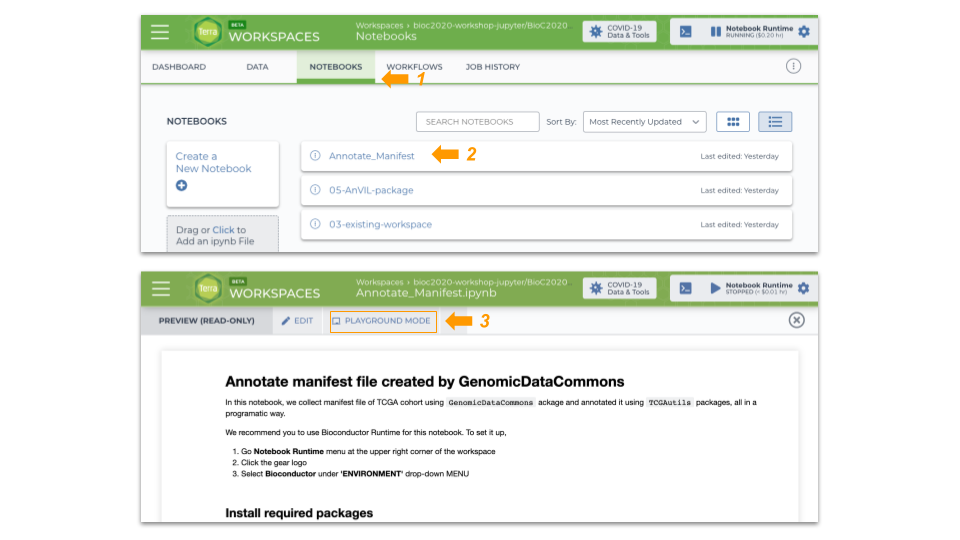 Terra
BETA
WORKSPACES
Workspaces › bioc2020-workshop-jupyter/BioC2020
Notebooks
COVID-19
Data & Tools
Notebook Runtime
RUNNING ($0.20 hr)
DASHBOARD
DATA
NOTEBOOKS
WORKFLOWS
JOB HISTORY
1
NOTEBOOKS
SEARCH NOTEBOOKS
Sort By:
Most Recently Updated
Create a
New Notebook
Annotate_Manifest
2
Last edited: Yesterday
05-AnVIL-package
Last edited: Yesterday
03-existing-workspace
Last edited: Yesterday
Drag or Click to
Add an ipynb File
Terra
BETA
WORKSPACES
Workspaces › bioc2020-workshop-jupyter/BioC2020-
Annotate_Manifest.ipynb
COVID-19
Data & Tools
Notebook Runtime
STOPPED (< $0.01 hr)
PREVIEW (READ-ONLY)
EDIT
PLAYGROUND MODE
3
Annotate manifest file created by GenomicDataCommons
In this notebook, we collect manifest file of TCGA cohort using GenomicDataCommons ackage and annotated it using TCGAutils packages, all in a
programatic way.
We recommend you to use Bioconductor Runtime for this notebook. To set it up,
1. Go Notebook Runtime menu at the upper right corner of the workspace
2. Click the gear logo
3. Select Bioconductor under 'ENVIRONMENT' drop-down MENU
Install required packages